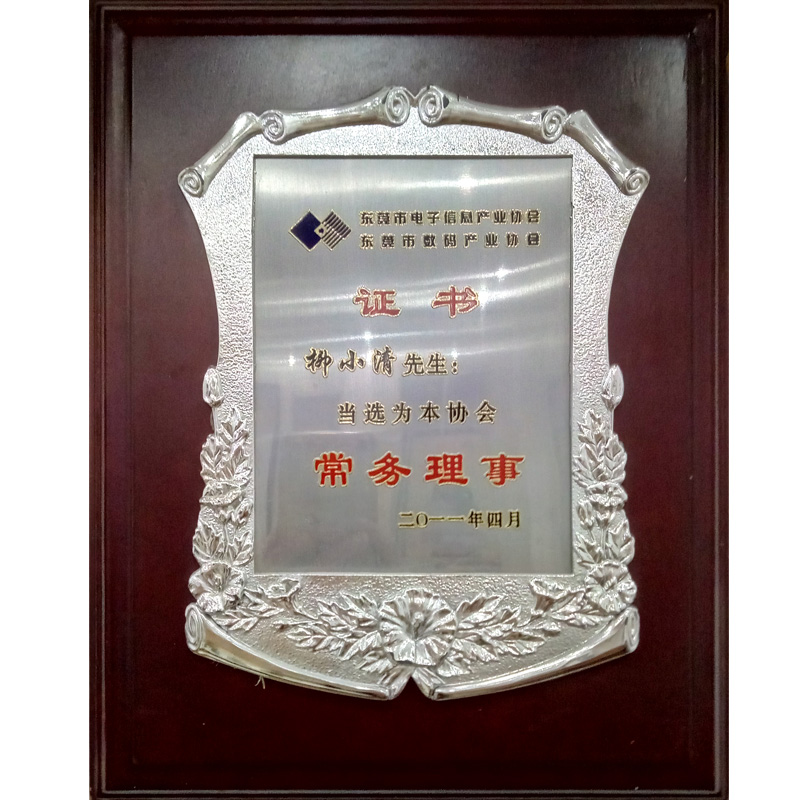 东莞市电子信息产业协会
东莞市数码产业协会
证书
柳小清先生：
当选为本协会
常务理事
二〇一一年四月